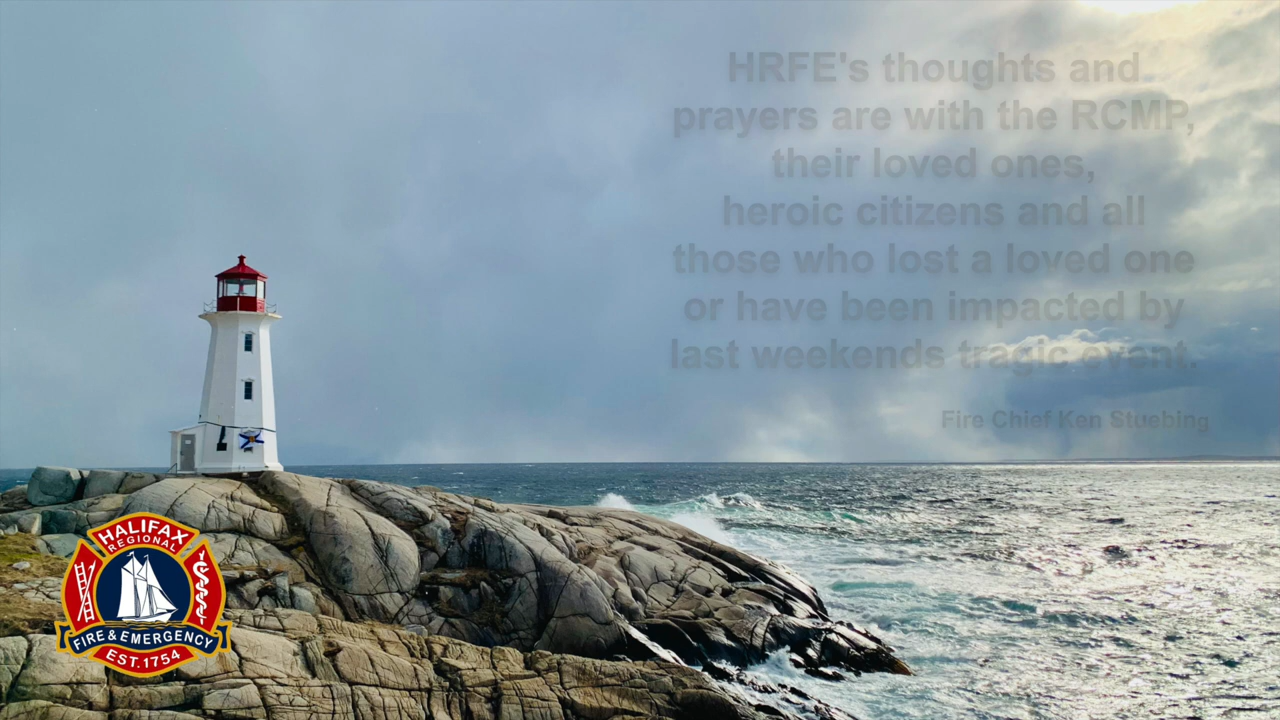 HRFE's thoughts and
prayers are with the RCMP,
their loved ones,
heroic citizens and all
those who lost a loved one
or have been impacted by
last weekends tragic event.
Fire Chief Ken Stuebing
HALIFAX
REGIONAL
FIRE & EMERGENCY
EST. 1754